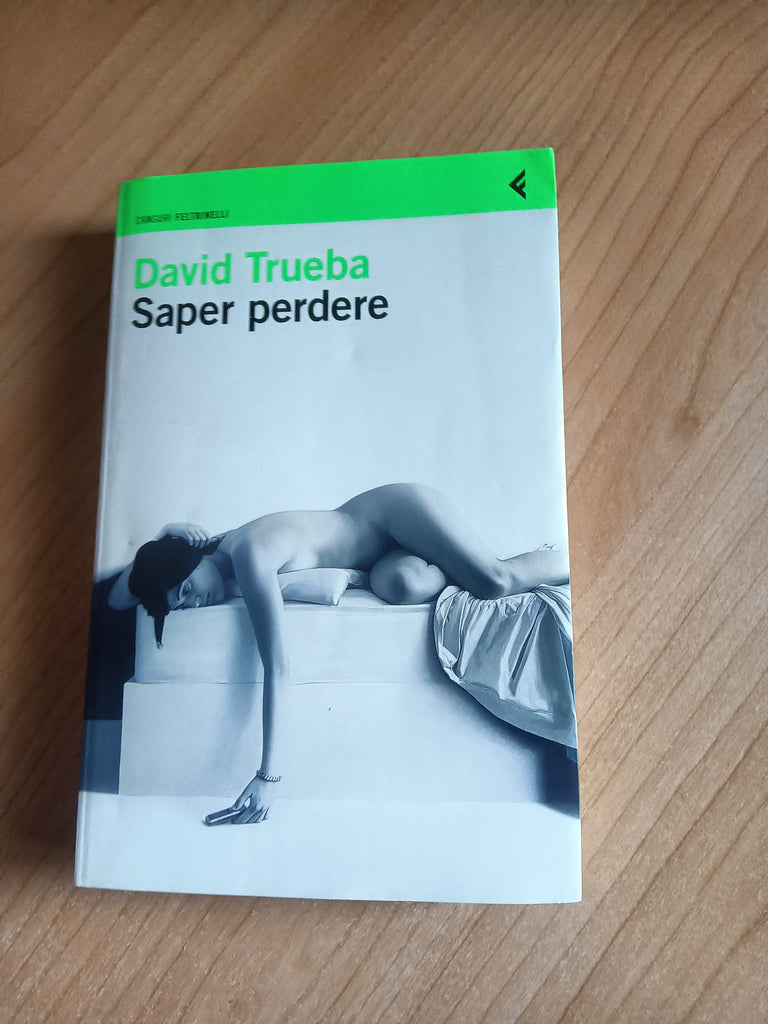 CANGURI FELTRINELLI
David Trueba
Saper perdere